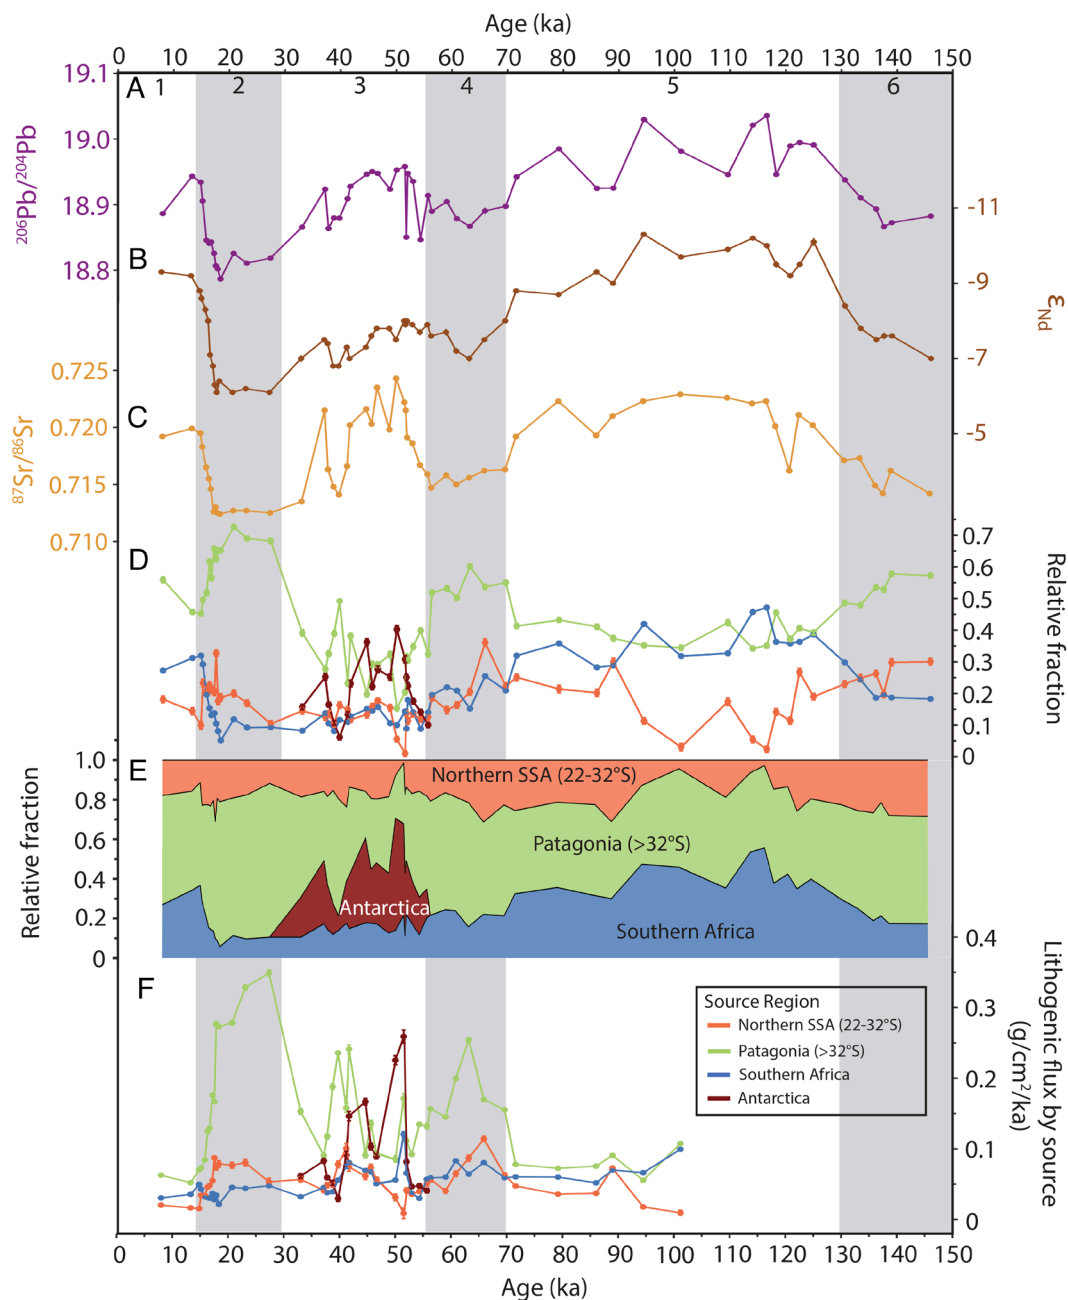 Age (ka)
0 10 20 30 40 50 60 70 80 90 100 110 120 130 140 150
1 2 3 4 5 6
A
19.1
19.0
18.9
18.8
206Pb/204Pb
B
-11
-9
-7
-5
εNd
C
0.725
0.720
0.715
0.710
87Sr/86Sr
D
0.7
0.6
0.5
0.4
0.3
0.2
0.1
0
Relative fraction
E
1.0
0.8
0.6
0.4
0.2
0
Relative fraction
Northern SSA (22-32°S)
Patagonia (>32°S)
Antarctica
Southern Africa
F
0.4
0.3
0.2
0.1
0
Lithogenic flux by source
(g/cm2/ka)
Source Region
Northern SSA (22-32°S)
Patagonia (>32°S)
Southern Africa
Antarctica
0 10 20 30 40 50 60 70 80 90 100 110 120 130 140 150
Age (ka)